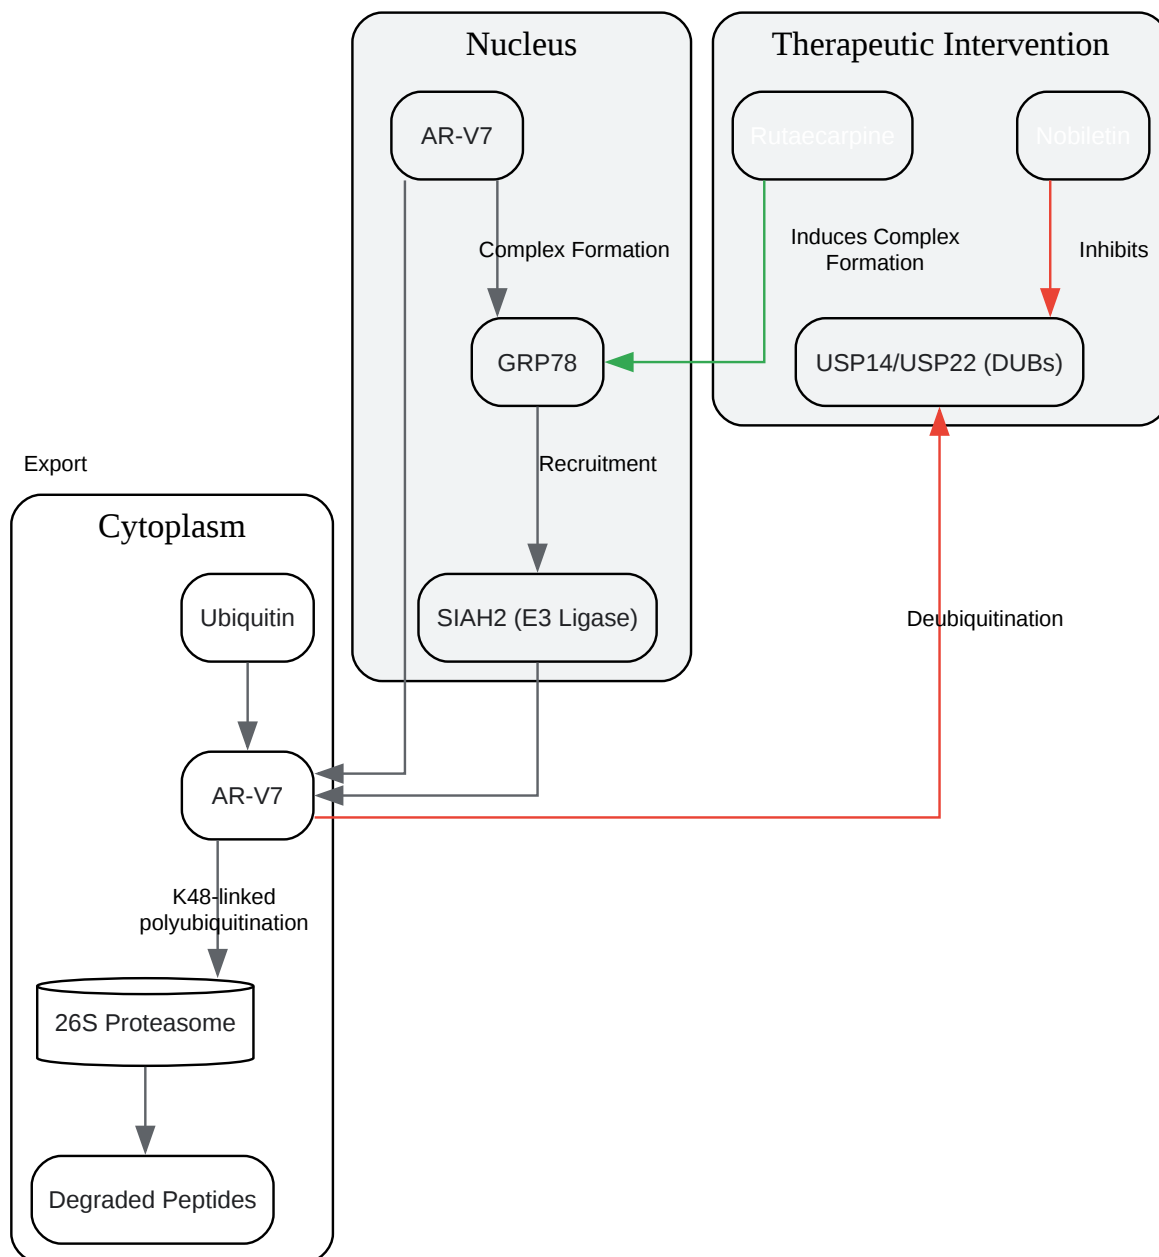 Nucleus
Therapeutic Intervention
AR-V7
Rutaecarpine
Nobiletin
Complex Formation
Induces Complex
Formation
Inhibits
GRP78
USP14/USP22 (DUBs)
Export
Recruitment
Cytoplasm
Ubiquitin
SIAH2 (E3 Ligase)
Deubiquitination
AR-V7
K48-linked
polyubiquitination
26S Proteasome
Degraded Peptides